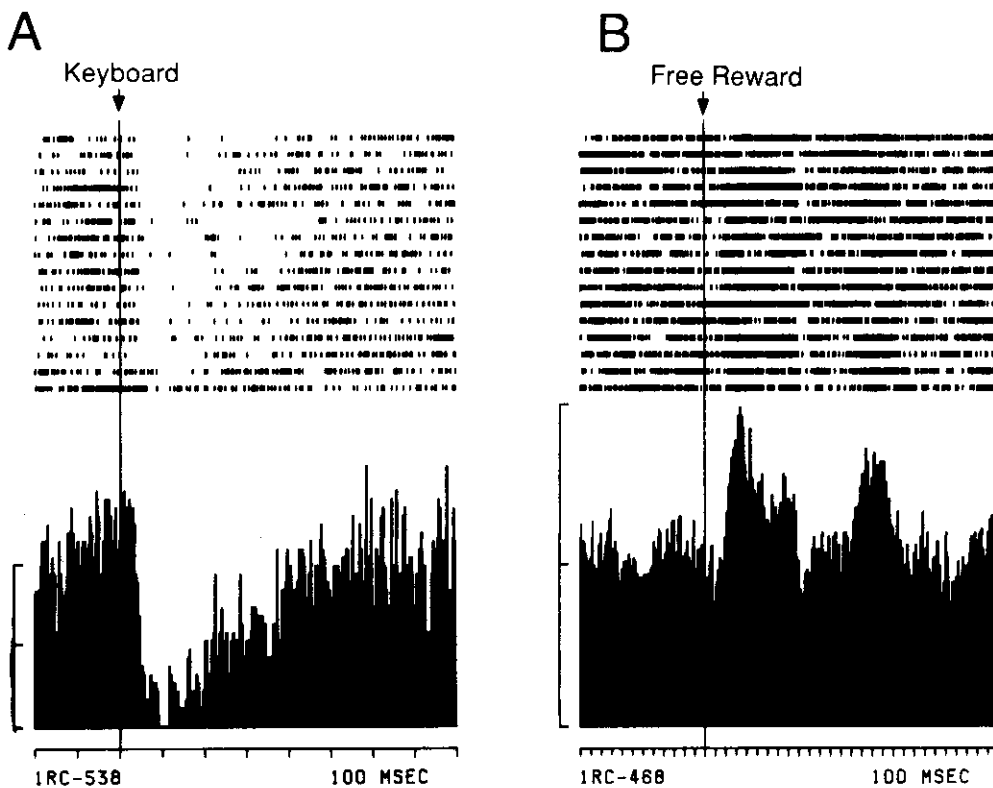 A
Keyboard
B
Free Reward
1RC-538
100 MSEC
1RC-468
100 MSEC